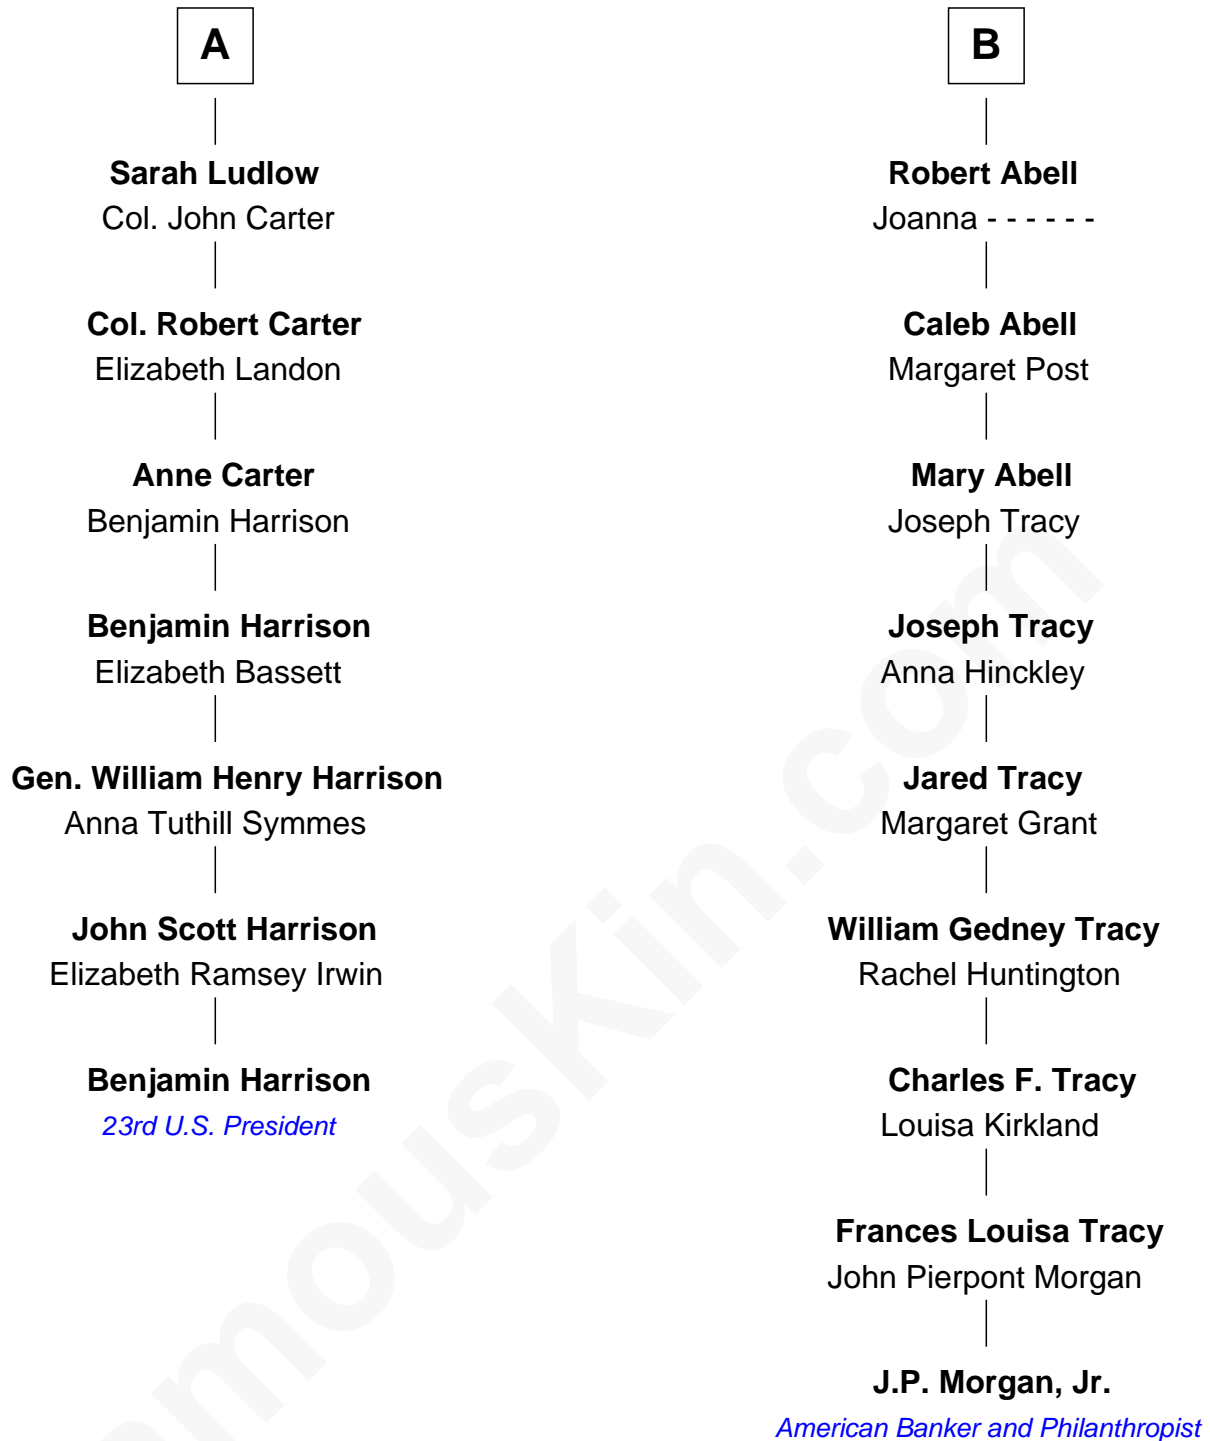 A
Sarah Ludlow
Col. John Carter
Col. Robert Carter
Elizabeth Landon
Anne Carter
Benjamin Harrison
Benjamin Harrison
Elizabeth Bassett
Gen. William Henry Harrison
Anna Tuthill Symmes
John Scott Harrison
Elizabeth Ramsey Irwin
Benjamin Harrison
23rd U.S. President
B
Robert Abell
Joanna - - - - - -
Caleb Abell
Margaret Post
Mary Abell
Joseph Tracy
Joseph Tracy
Anna Hinckley
Jared Tracy
Margaret Grant
William Gedney Tracy
Rachel Huntington
Charles F. Tracy
Louisa Kirkland
Frances Louisa Tracy
John Pierpont Morgan
J.P. Morgan, Jr.
American Banker and Philanthropist
amouskin.com